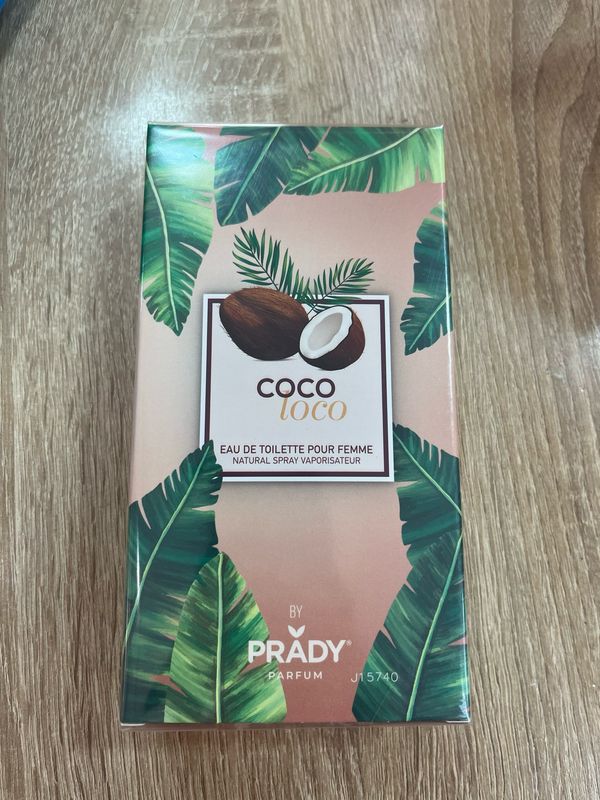 COCO
loco
EAU DE TOILETTE POUR FEMME
NATURAL SPRAY VAPORISATEUR
BY
PRADY®
PARFUM
J15740